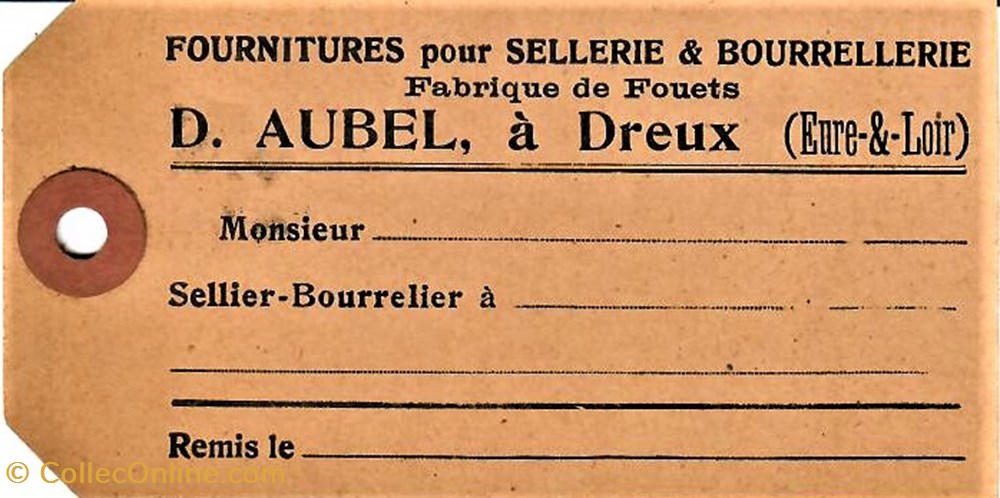 FOURNITURES pour SELLERIE & BOURRELLERIE
Fabrique de Fouets
D. AUBEL, à Dreux (Eure-&-Loir)
Monsieur
Sellier-Bourrelier à
Remis le
© CollecOnline.com